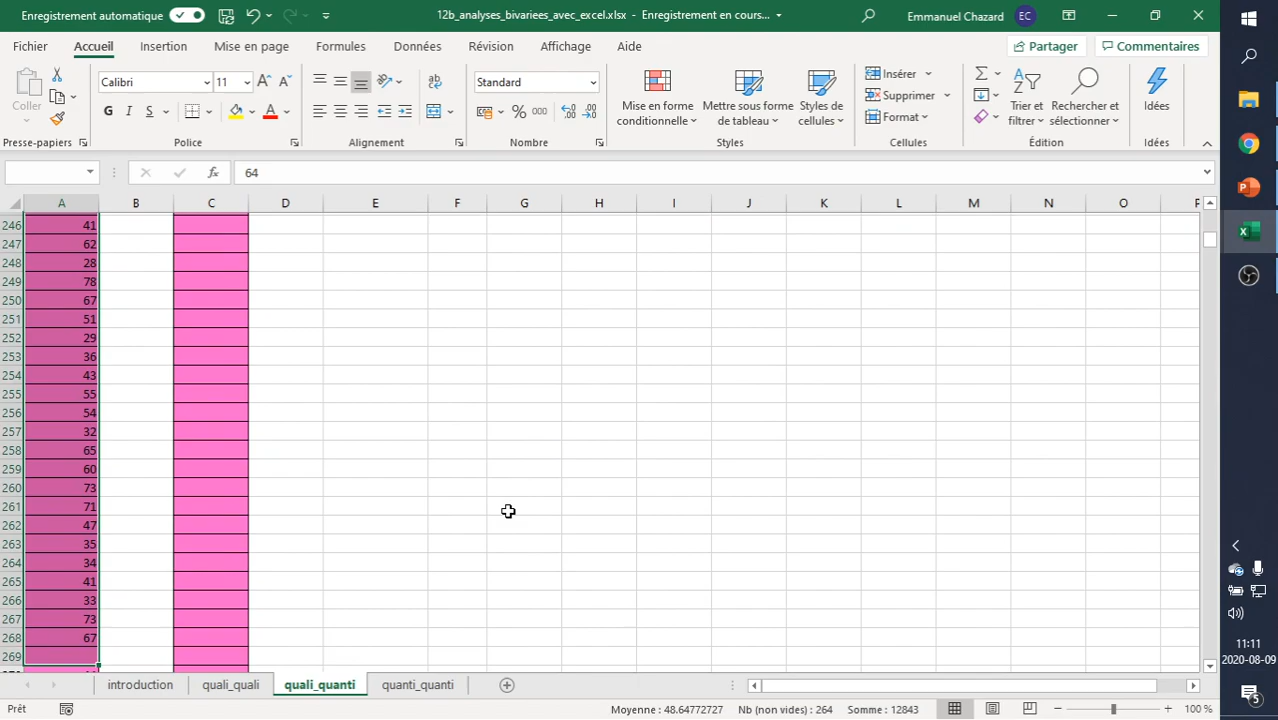 Enregistrement automatique
12b_analyses_bivariees_avec_excel.xlsx - Enregistrement en cours...
Emmanuel Chazard EC
Fichier Accueil Insertion Mise en page Formules Données Révision Affichage Aide Partager Commentaires
Coller
Presse-papiers
Calibri 11
G I S
Police
Alignement
Standard
% 000
Nombre
Mise en forme conditionnelle
Mettre sous forme de tableau
Styles de cellules
Styles
Insérer
Supprimer
Format
Cellules
Trier et filtrer
Rechercher et sélectionner
Édition
Idées
Idées
fx 64
A B C D E F G H I J K L M N O P
246 41
247 62
248 28
249 78
250 67
251 51
252 29
253 36
254 43
255 55
256 54
257 32
258 65
259 60
260 73
261 71
262 47
263 35
264 34
265 41
266 33
267 73
268 67
269
introduction quali_quali quali_quanti quanti_quanti
Prêt
Moyenne : 48.64772727 Nb (non vides) : 264 Somme : 12843 100 %
11:11
2020-08-09
5